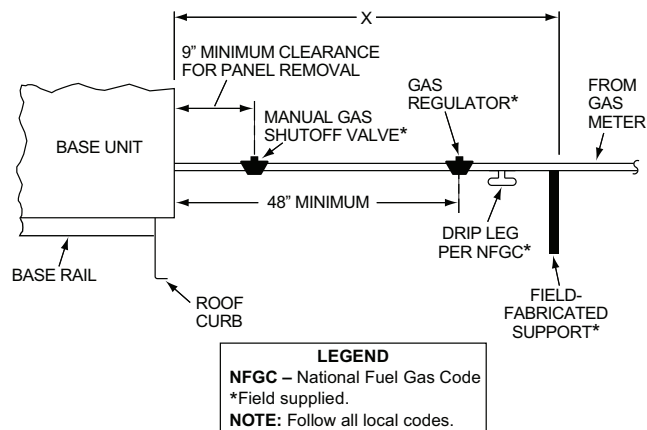 X
9” MINIMUM CLEARANCE
FOR PANEL REMOVAL
GAS
REGULATOR*
FROM
GAS
METER
MANUAL GAS
SHUTOFF VALVE*
BASE UNIT
48” MINIMUM
DRIP LEG
PER NFGC*
BASE RAIL
ROOF
CURB
FIELD-
FABRICATED
SUPPORT*
LEGEND
NFGC – National Fuel Gas Code
*Field supplied.
NOTE: Follow all local codes.